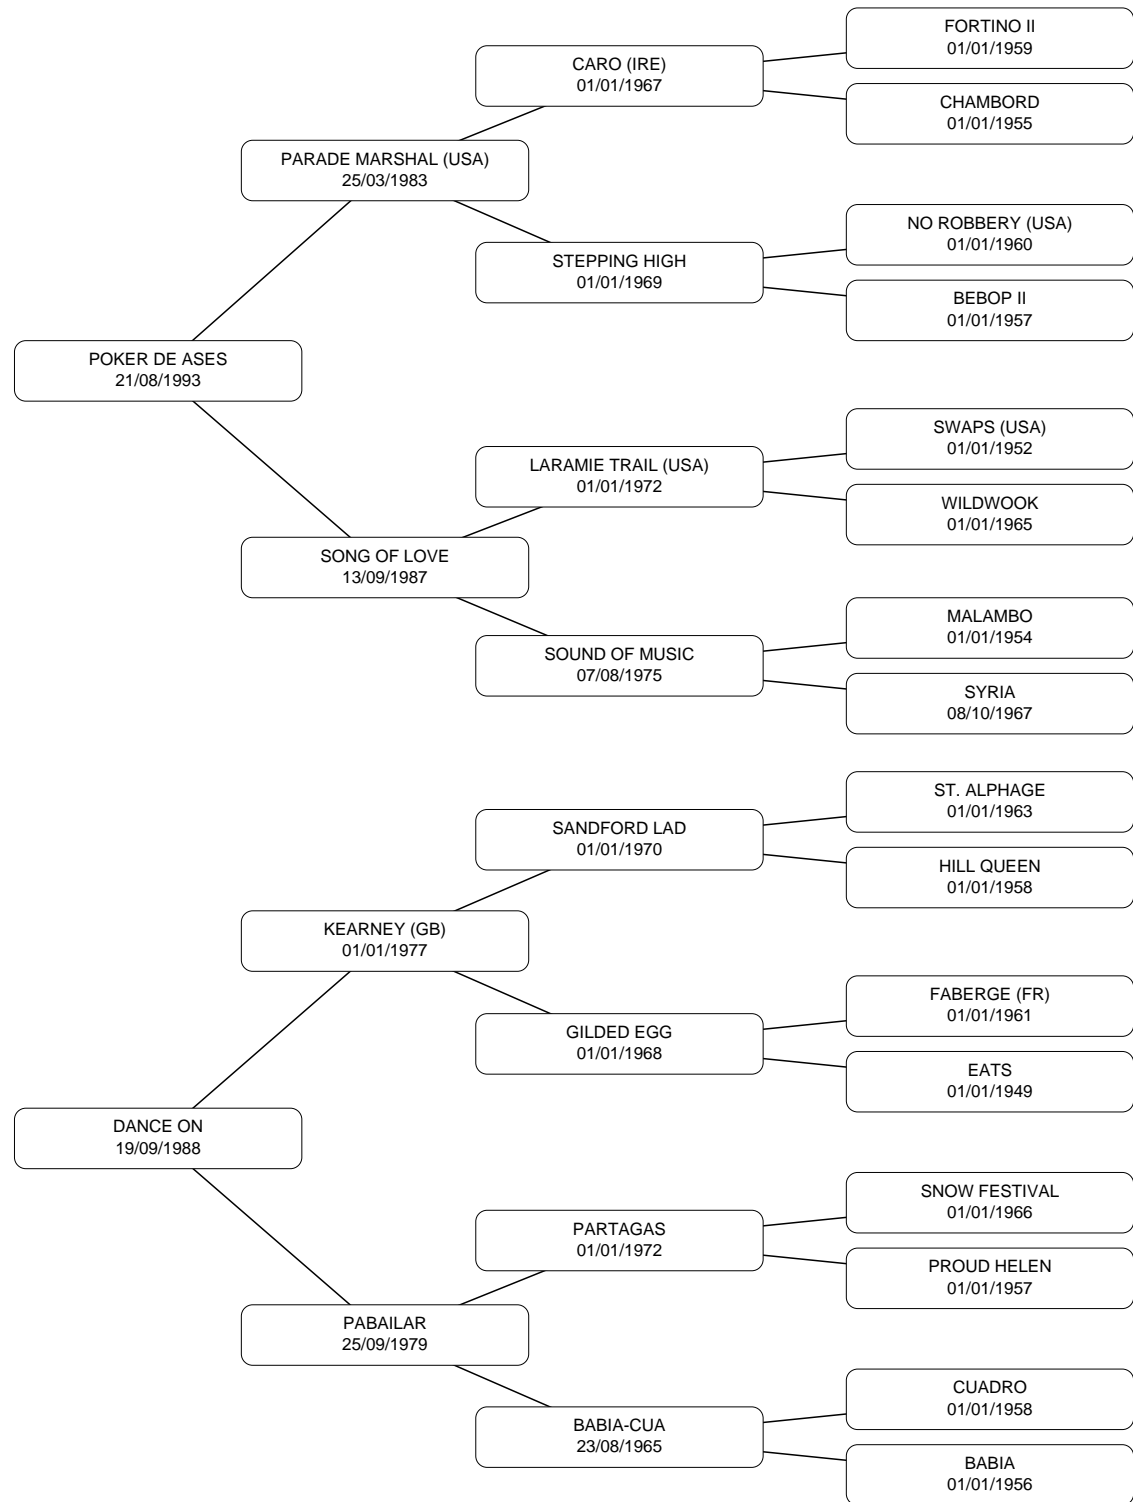 FORTINO II
01/01/1959
CARO (IRE)
01/01/1967
CHAMBORD
01/01/1955
PARADE MARSHAL (USA)
25/03/1983
NO ROBBERY (USA)
01/01/1960
STEPPING HIGH
01/01/1969
BEBOP II
01/01/1957
POKER DE ASES
21/08/1993
SWAPS (USA)
01/01/1952
LARAMIE TRAIL (USA)
01/01/1972
WILDWOOK
01/01/1965
SONG OF LOVE
13/09/1987
MALAMBO
01/01/1954
SOUND OF MUSIC
07/08/1975
SYRIA
08/10/1967
ST. ALPHAGE
01/01/1963
SANDFORD LAD
01/01/1970
HILL QUEEN
01/01/1958
KEARNEY (GB)
01/01/1977
FABERGE (FR)
01/01/1961
GILDED EGG
01/01/1968
EATS
01/01/1949
DANCE ON
19/09/1988
SNOW FESTIVAL
01/01/1966
PARTAGAS
01/01/1972
PROUD HELEN
01/01/1957
PABAILAR
25/09/1979
CUADRO
01/01/1958
BABIA-CUA
23/08/1965
BABIA
01/01/1956